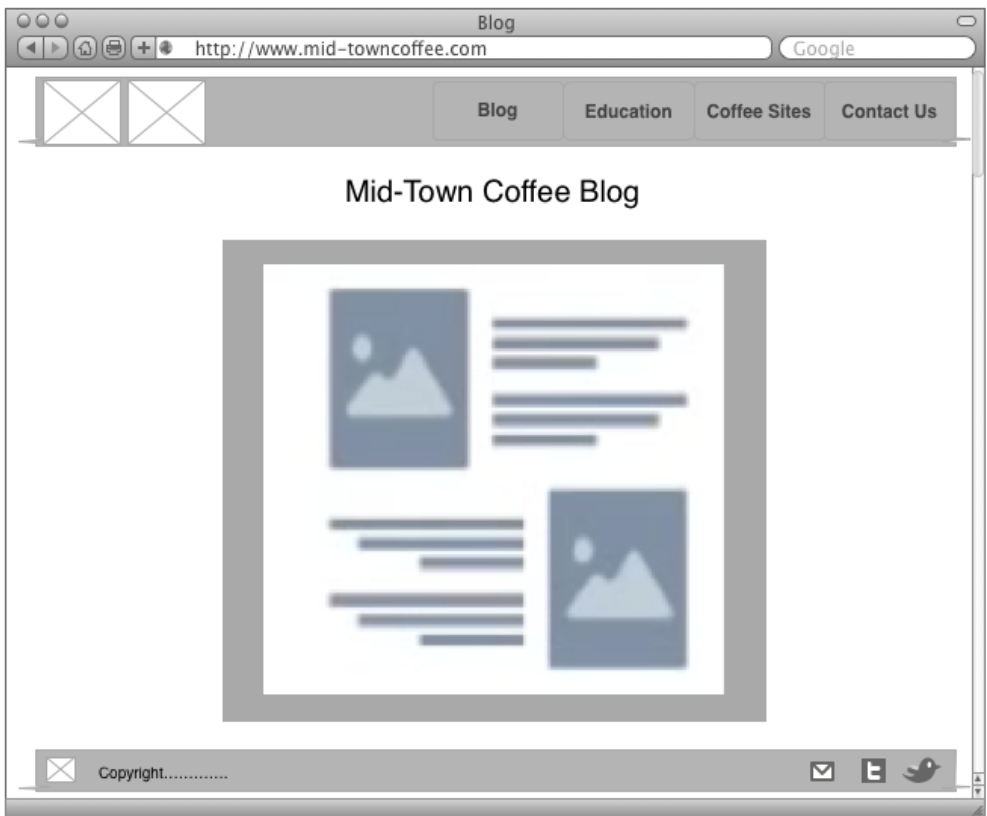 Blog
http://www.mid-towncoffee.com
Google
Blog Education Coffee Sites Contact Us
Mid-Town Coffee Blog
Copyright.............